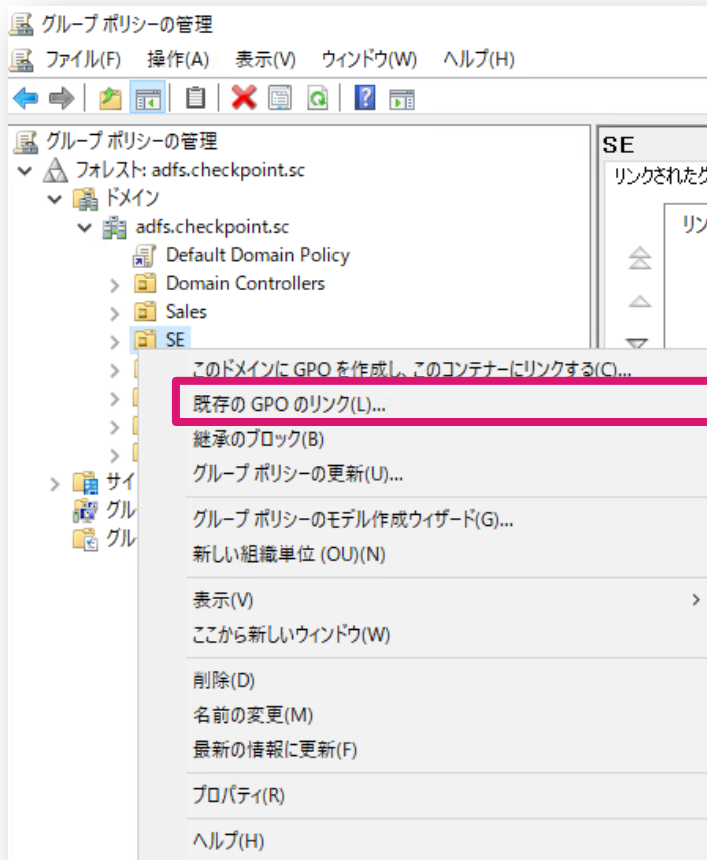 グループ ポリシーの管理
ファイル(F) 操作(A) 表示(V) ウィンドウ(W) ヘルプ(H)
グループ ポリシーの管理
フォレスト: adfs.checkpoint.sc
ドメイン
adfs.checkpoint.sc
Default Domain Policy
Domain Controllers
Sales
SE
サイ
グル
グル
SE
リンクされたグ
リン
このドメインに GPO を作成し、このコンテナーにリンクする(C)...
既存の GPO のリンク(L)...
継承のブロック(B)
グループ ポリシーの更新(U)...
グループ ポリシーのモデル作成ウィザード(G)...
新しい組織単位 (OU)(N)
表示(V)
ここから新しいウィンドウ(W)
削除(D)
名前の変更(M)
最新の情報に更新(F)
プロパティ(R)
ヘルプ(H)